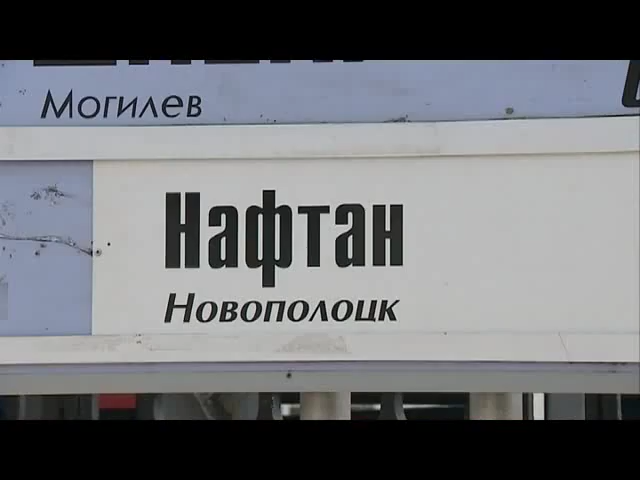 Могилев
Нафтан
Новополоцк